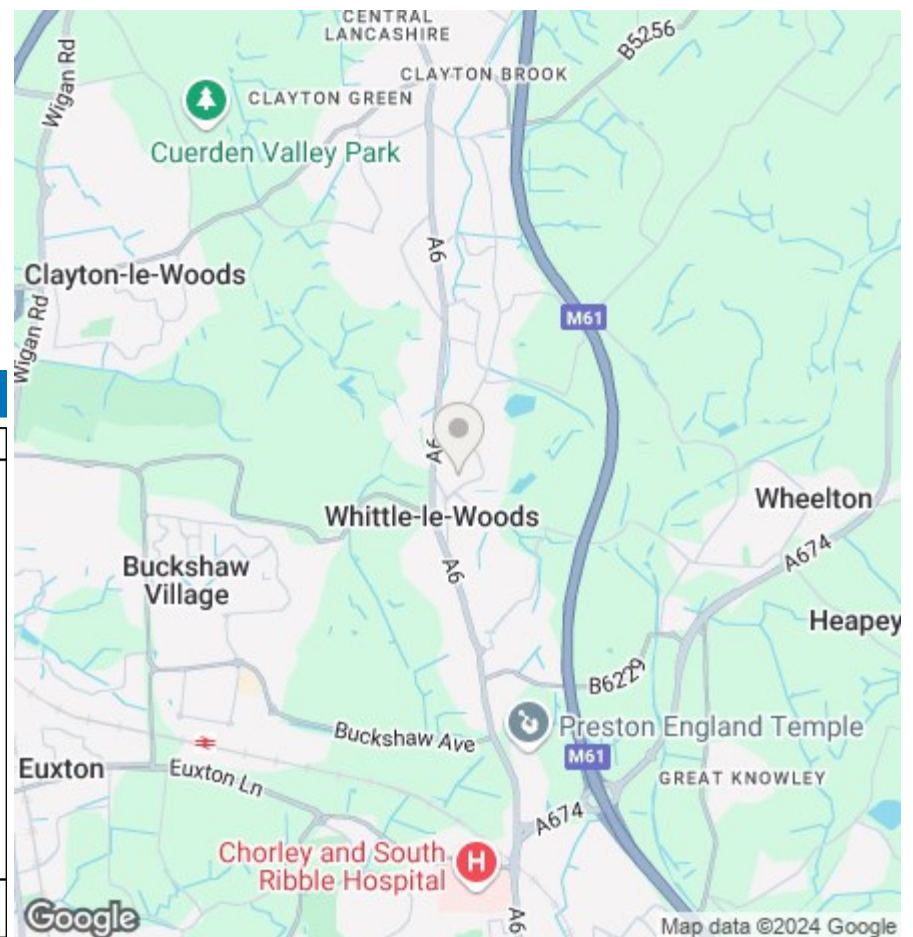 CENTRAL
LANCASHIRE
B5256
Wigan Rd
CLAYTON BROOK
CLAYTON GREEN
Cuerden Valley Park
A6
Clayton-le-Woods
M61
Wigan Rd
A6
Wheelton
Whittle-le-Woods
A674
A6
Buckshaw
Village
Heapey
B6229
Preston England Temple
Buckshaw Ave
M61
Euxton
Euxton Ln
GREAT KNOWLEY
A674
Chorley and South
Ribble Hospital
H
A6
Google
Map data ©2024 Google